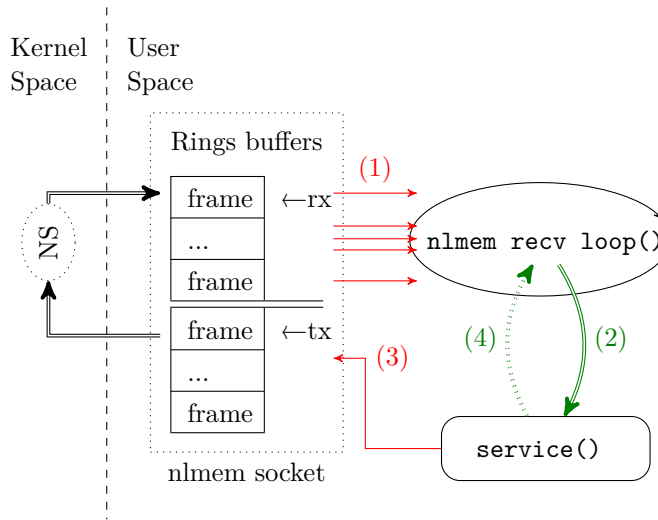 Kernel
Space
User
Space
Rings buffers
(1)
frame ←rx
...
frame
NS
nlmem recv loop()
frame ←tx
...
frame
(3)
(4)
(2)
service()
nlmem socket